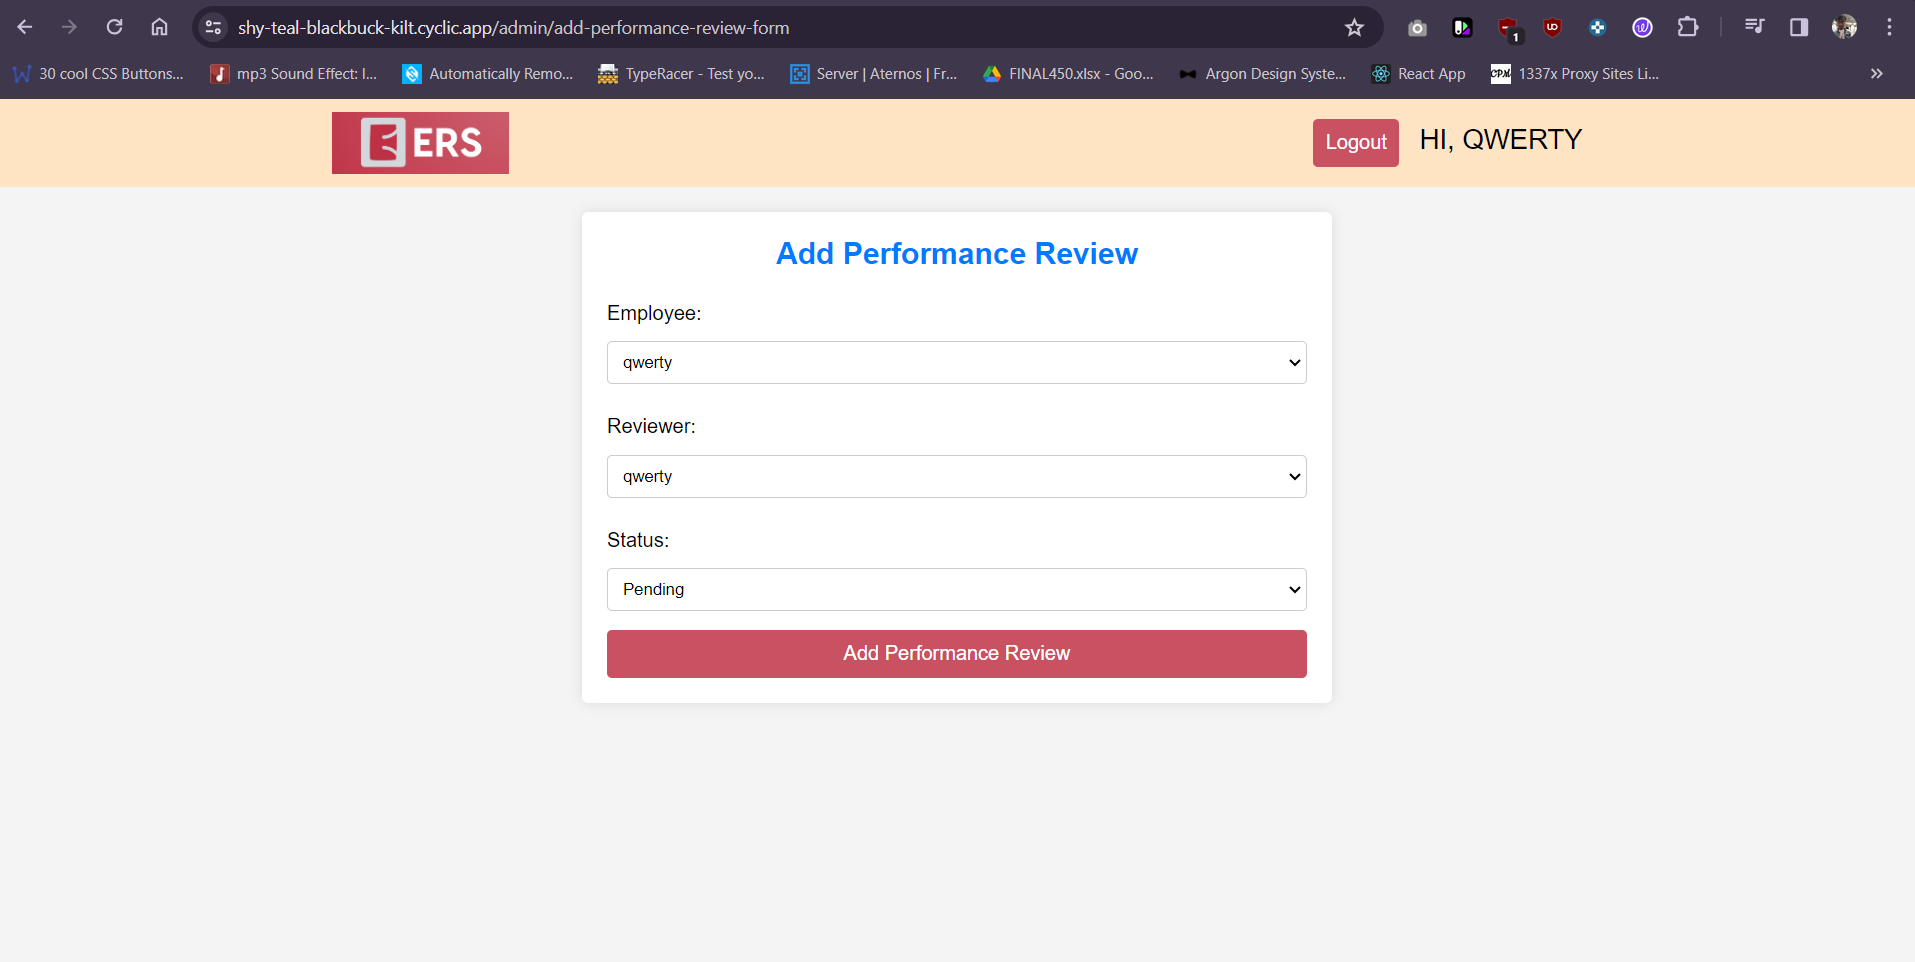 shy-teal-blackbuck-kilt.cyclic.app/admin/add-performance-review-form
1
30 cool CSS Buttons...
mp3 Sound Effect: I...
Automatically Remo...
TypeRacer - Test yo...
Server | Aternos | Fr...
FINAL450.xlsx - Goo...
Argon Design Syste...
CPM
React App
1337x Proxy Sites Li...
ERS
Logout
HI, QWERTY
Add Performance Review
Employee:
qwerty
Reviewer:
qwerty
Status:
Pending
Add Performance Review